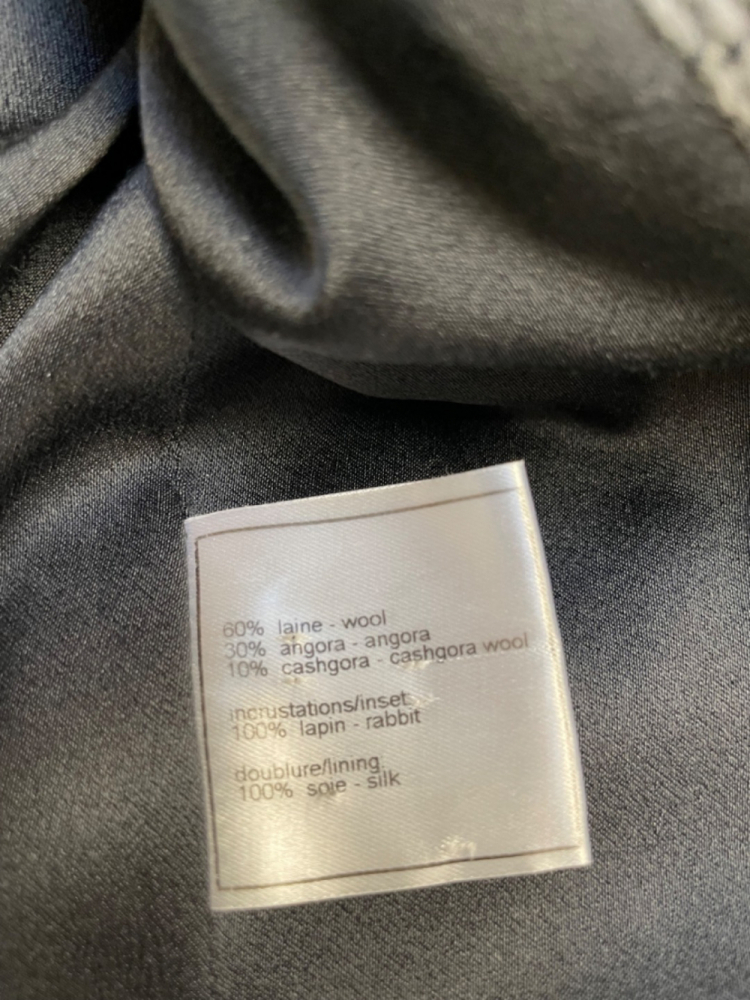 60% laine - wool
30% angora - angora
10% cashgora - cashgora wool
incrustations/inset
100% lapin - rabbit
doublure/lining
100% soie - silk